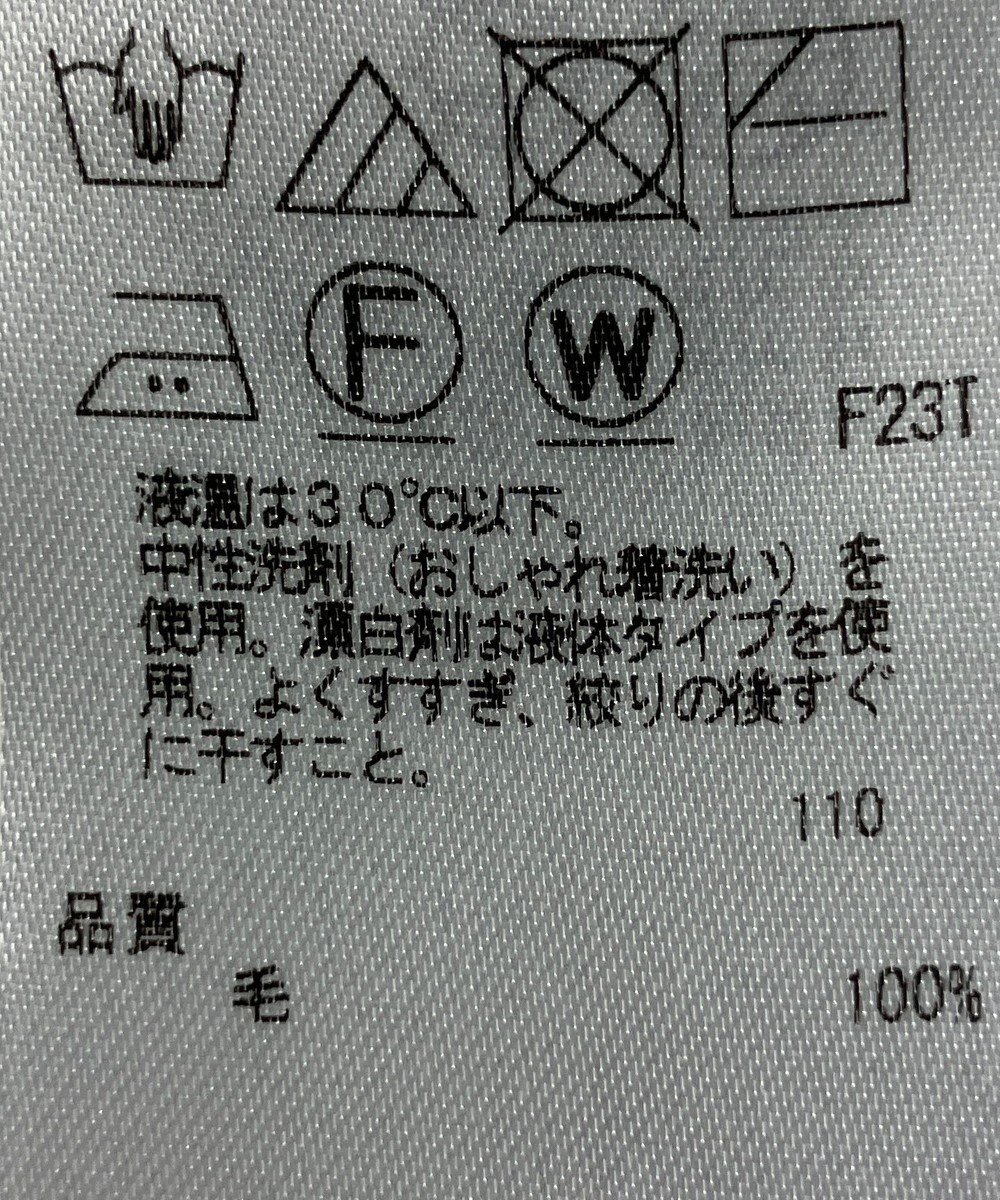 F
W
F23T
液温は30℃以下。
中性洗剤（おしゃれ着洗い）を
使用。漂白剤は液体タイプを使
用。よくすすぎ、絞りの後すぐ
に干すこと。
110
品質
毛 100%